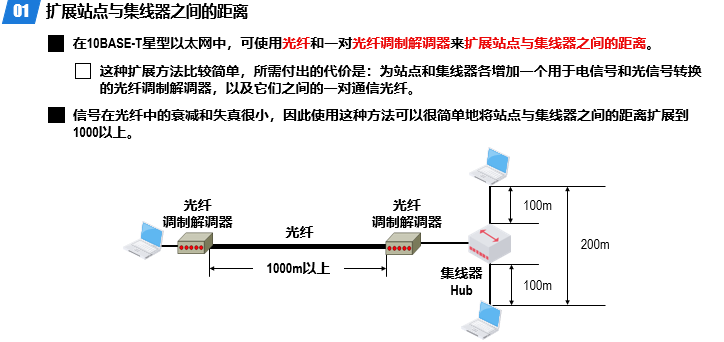 01 扩展站点与集线器之间的距离
在10BASE-T星型以太网中，可使用光纤和一对光纤调制解调器来扩展站点与集线器之间的距离。
这种扩展方法比较简单，所需付出的代价是：为站点和集线器各增加一个用于电信号和光信号转换
的光纤调制解调器，以及它们之间的一对通信光纤。
信号在光纤中的衰减和失真很小，因此使用这种方法可以很简单地将站点与集线器之间的距离扩展到
1000以上。
光纤
调制解调器
光纤
光纤
调制解调器
1000m以上
集线器
Hub
100m
200m
100m